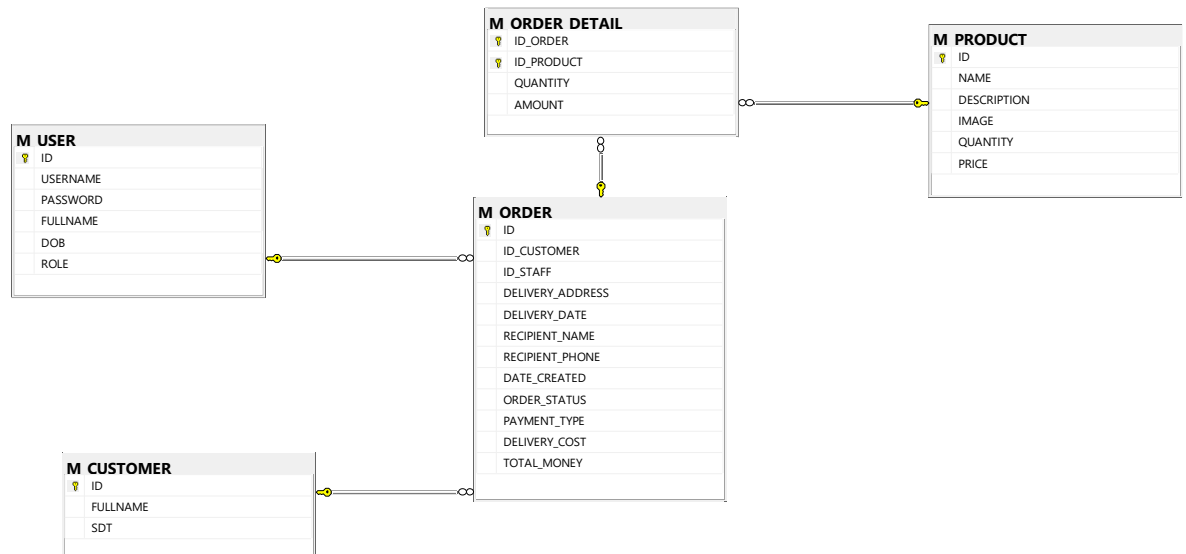 M ORDER DETAIL
ID_ORDER
ID_PRODUCT
QUANTITY
AMOUNT
M PRODUCT
ID
NAME
DESCRIPTION
IMAGE
QUANTITY
PRICE
M USER
ID
USERNAME
PASSWORD
FULLNAME
DOB
ROLE
M ORDER
ID
ID_CUSTOMER
ID_STAFF
DELIVERY_ADDRESS
DELIVERY_DATE
RECIPIENT_NAME
RECIPIENT_PHONE
DATE_CREATED
ORDER_STATUS
PAYMENT_TYPE
DELIVERY_COST
TOTAL_MONEY
M CUSTOMER
ID
FULLNAME
SDT